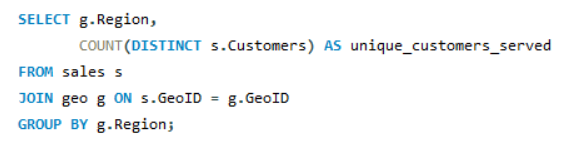 SELECT g.Region,
COUNT(DISTINCT s.Customers) AS unique_customers_served
FROM sales s
JOIN geo g ON s.GeoID = g.GeoID
GROUP BY g.Region;